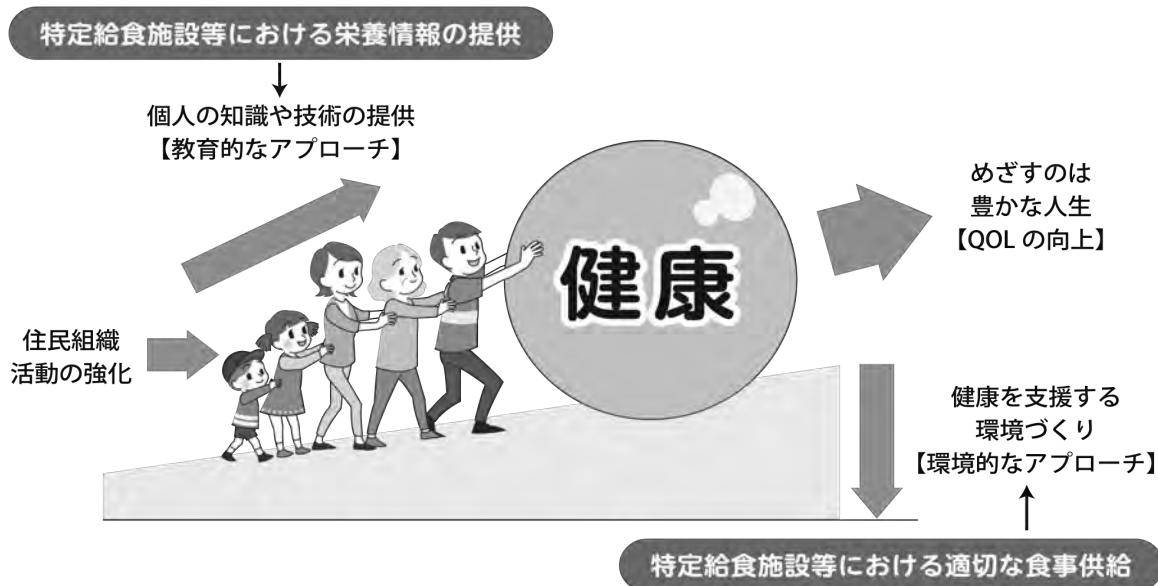 特定給食施設等における栄養情報の提供
個人の知識や技術の提供
【教育的なアプローチ】
めざすのは
豊かな人生
【QOLの向上】
健康
住民組織
活動の強化
健康を支援する
環境づくり
【環境的なアプローチ】
特定給食施設等における適切な食事供給